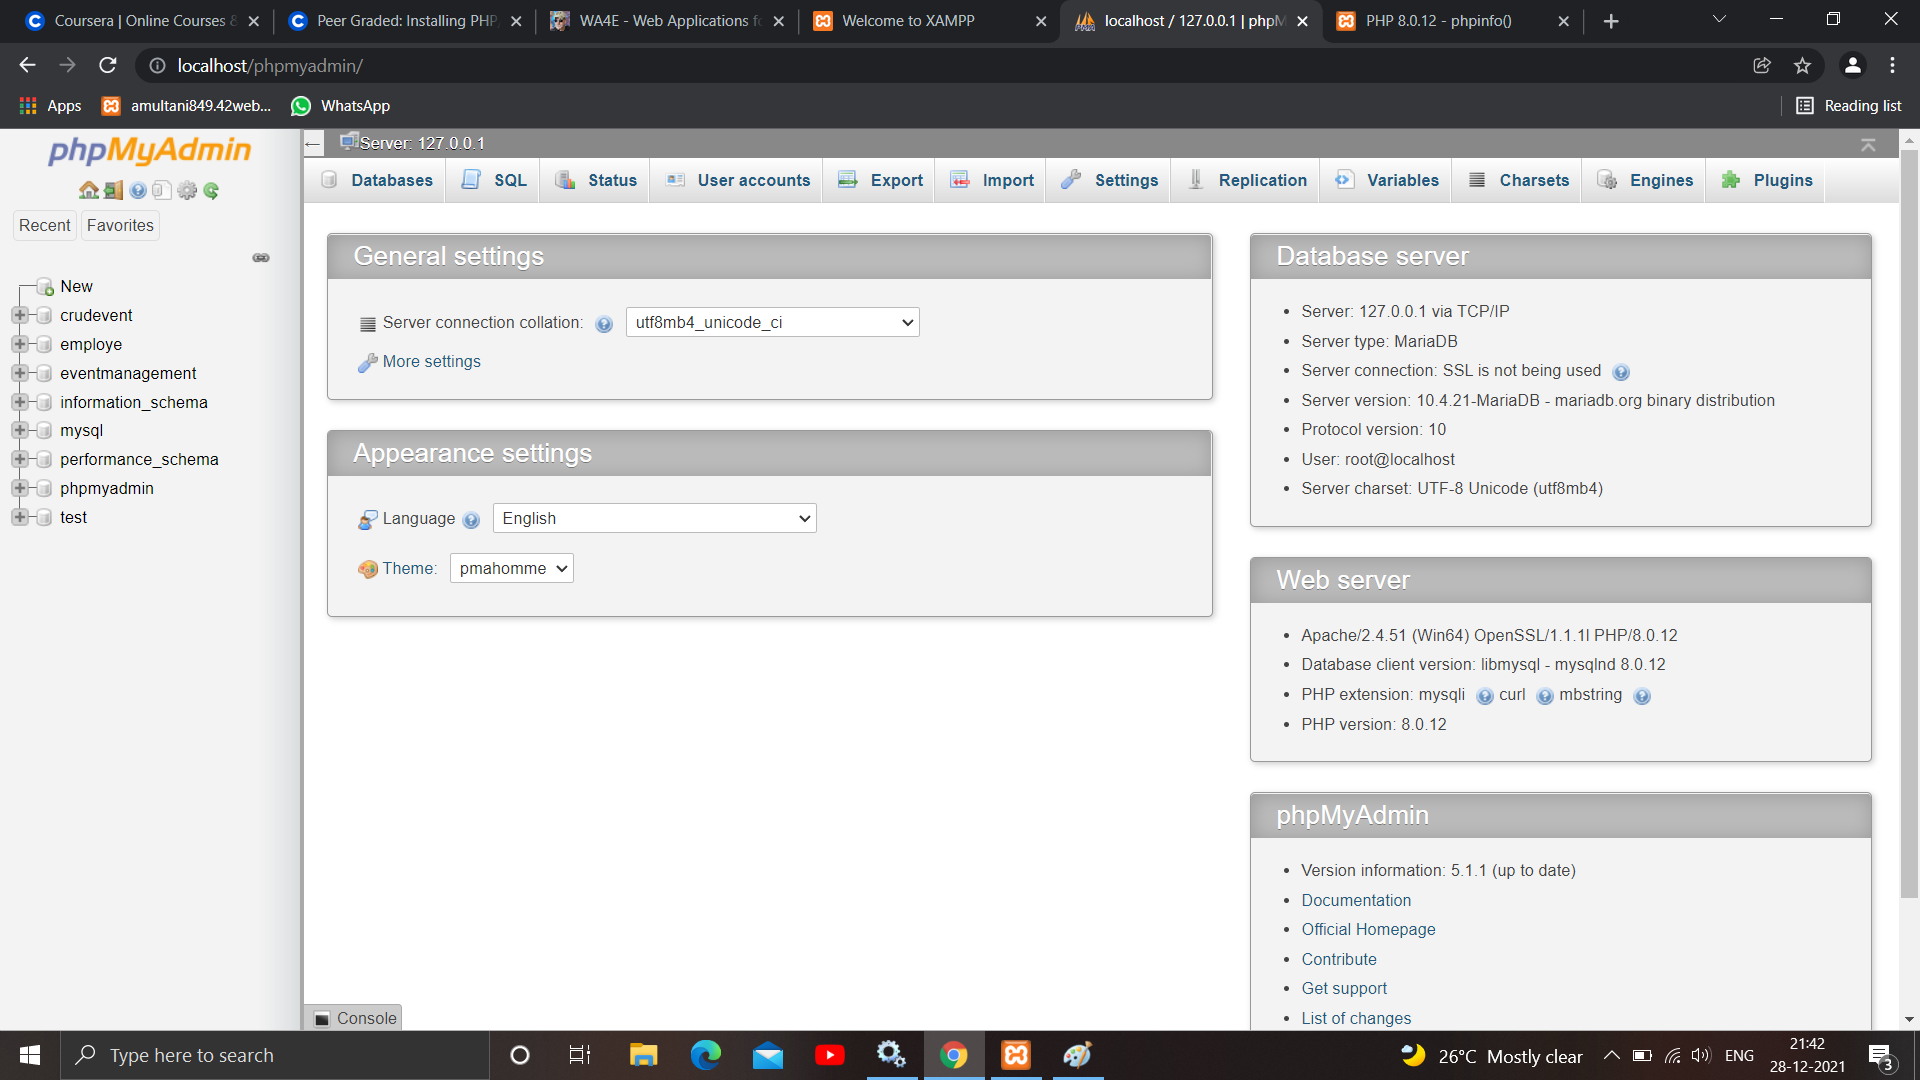 Coursera | Online Courses &
Peer Graded: Installing PHP,
WA4E - Web Applications fo
Welcome to XAMPP
localhost / 127.0.0.1 | phpM
PHP 8.0.12 - phpinfo()
localhost/phpmyadmin/
Apps
amultani849.42web...
WhatsApp
Reading list
phpMyAdmin
Recent
Favorites
New
crudevent
employe
eventmanagement
information_schema
mysql
performance_schema
phpmyadmin
test
Server: 127.0.0.1
Databases
SQL
Status
User accounts
Export
Import
Settings
Replication
Variables
Charsets
Engines
Plugins
General settings
Server connection collation:
utf8mb4_unicode_ci
More settings
Appearance settings
Language
English
Theme:
pmahomme
Database server
Server: 127.0.0.1 via TCP/IP
Server type: MariaDB
Server connection: SSL is not being used
Server version: 10.4.21-MariaDB - mariadb.org binary distribution
Protocol version: 10
User: root@localhost
Server charset: UTF-8 Unicode (utf8mb4)
Web server
Apache/2.4.51 (Win64) OpenSSL/1.1.1l PHP/8.0.12
Database client version: libmysql - mysqlnd 8.0.12
PHP extension: mysqli curl mbstring
PHP version: 8.0.12
phpMyAdmin
Version information: 5.1.1 (up to date)
Documentation
Official Homepage
Contribute
Get support
List of changes
Console
Type here to search
26°C Mostly clear
ENG
21:42
28-12-2021
3